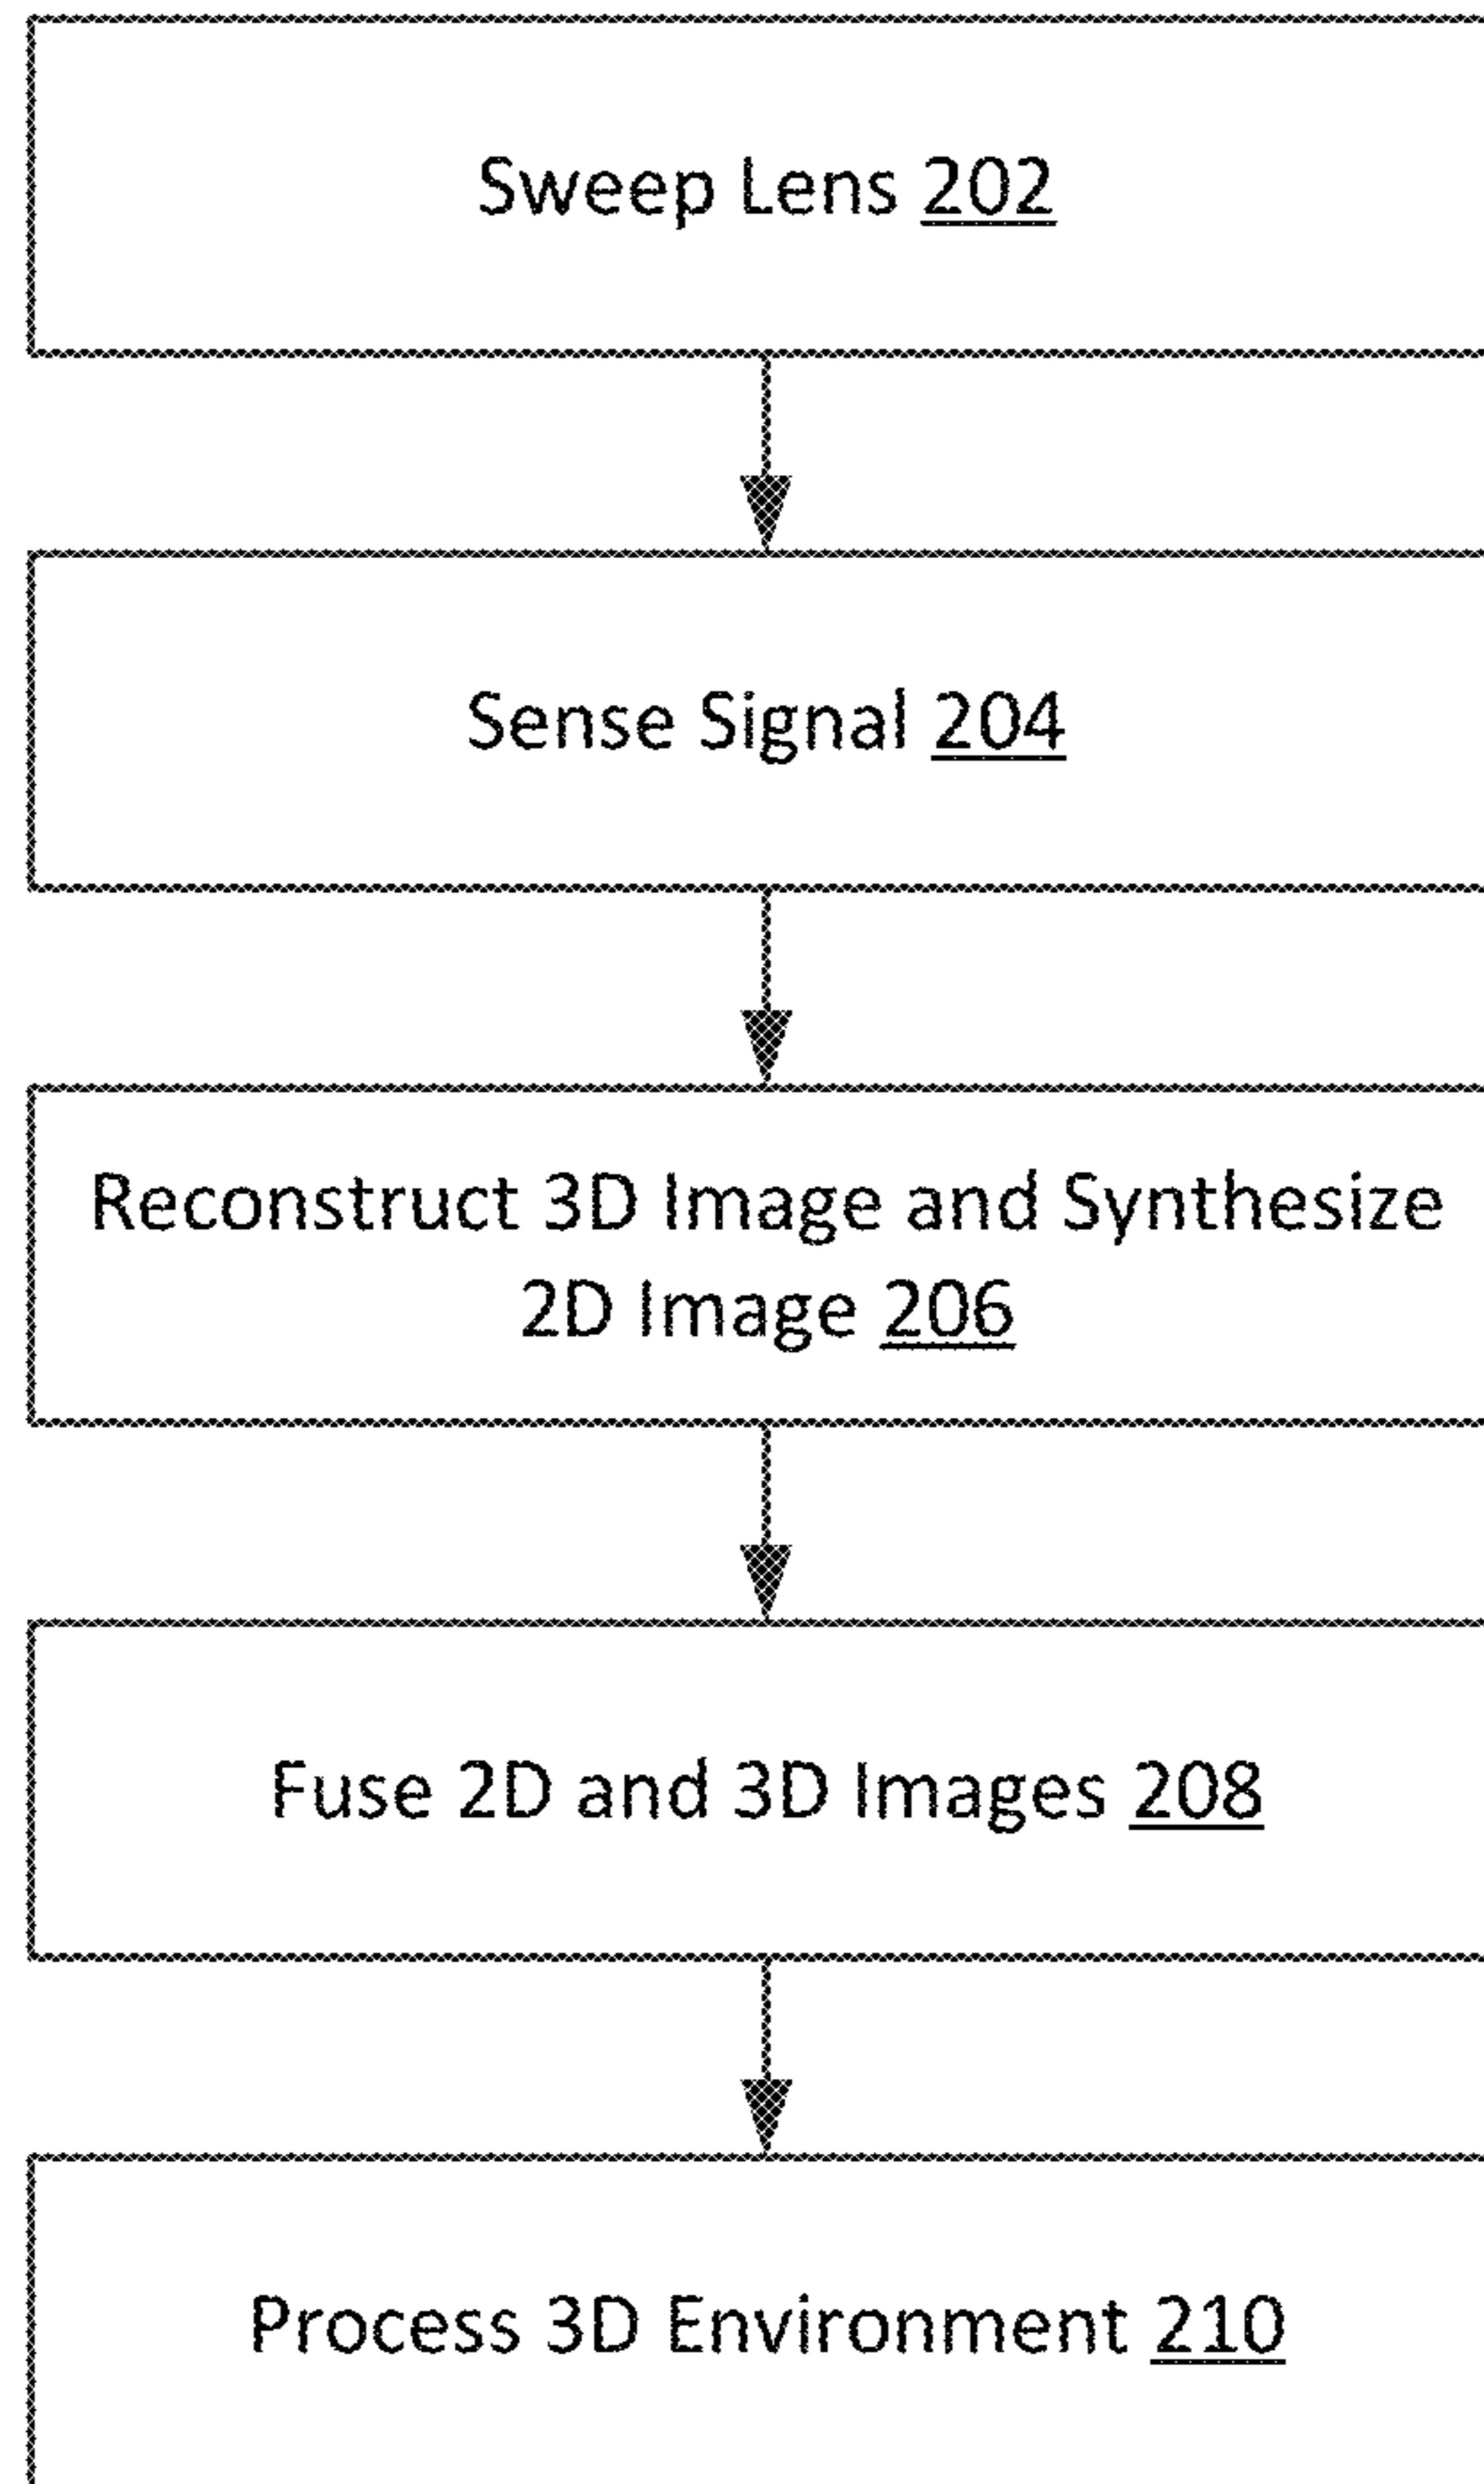 Sweep Lens 202
Sense Signal 204
Reconstruct 3D Image and Synthesize
2D Image 206
Fuse 2D and 3D Images 208
Process 3D Environment 210